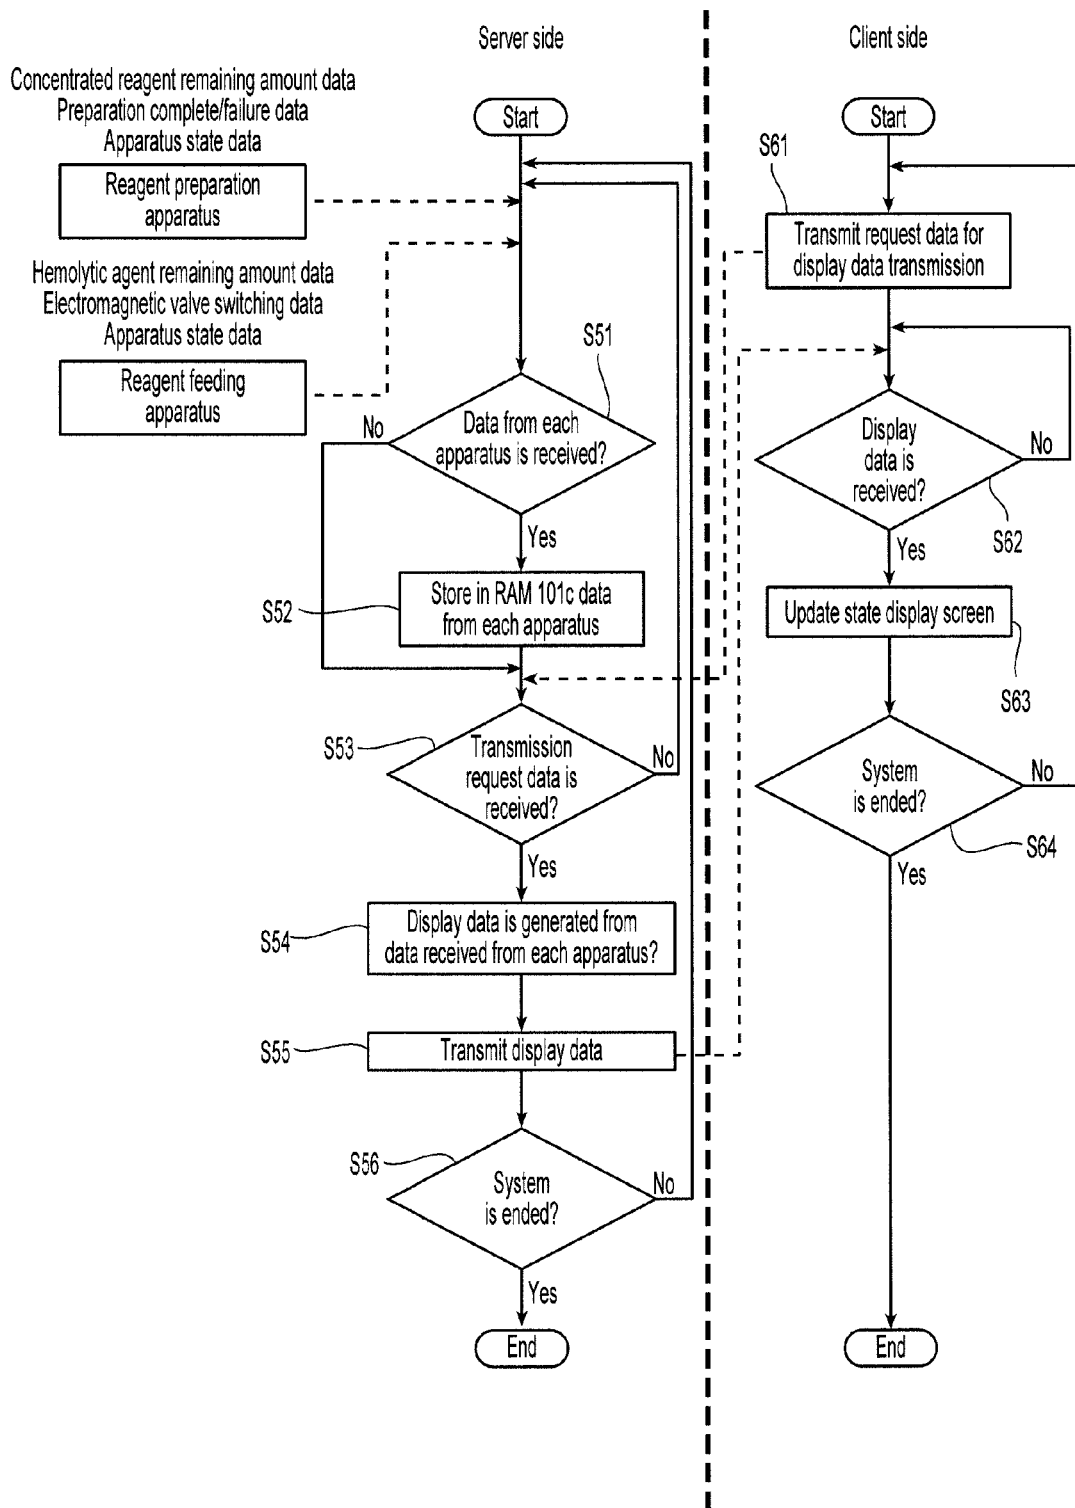 Server side
Client side
Concentrated reagent remaining amount data
Preparation complete/failure data
Apparatus state data
Reagent preparation
apparatus
Hemolytic agent remaining amount data
Electromagnetic valve switching data
Apparatus state data
Reagent feeding
apparatus
Start
S51
No
Data from each
apparatus is received?
Yes
S52
Store in RAM 101c data
from each apparatus
S53
Transmission
request data is
received?
No
Yes
S54
Display data is generated from
data received from each apparatus?
S55
Transmit display data
S56
System
is ended?
No
Yes
End
Start
S61
Transmit request data for
display data transmission
Display
data is
received?
No
S62
Yes
Update state display screen
S63
System
is ended?
No
S64
Yes
End